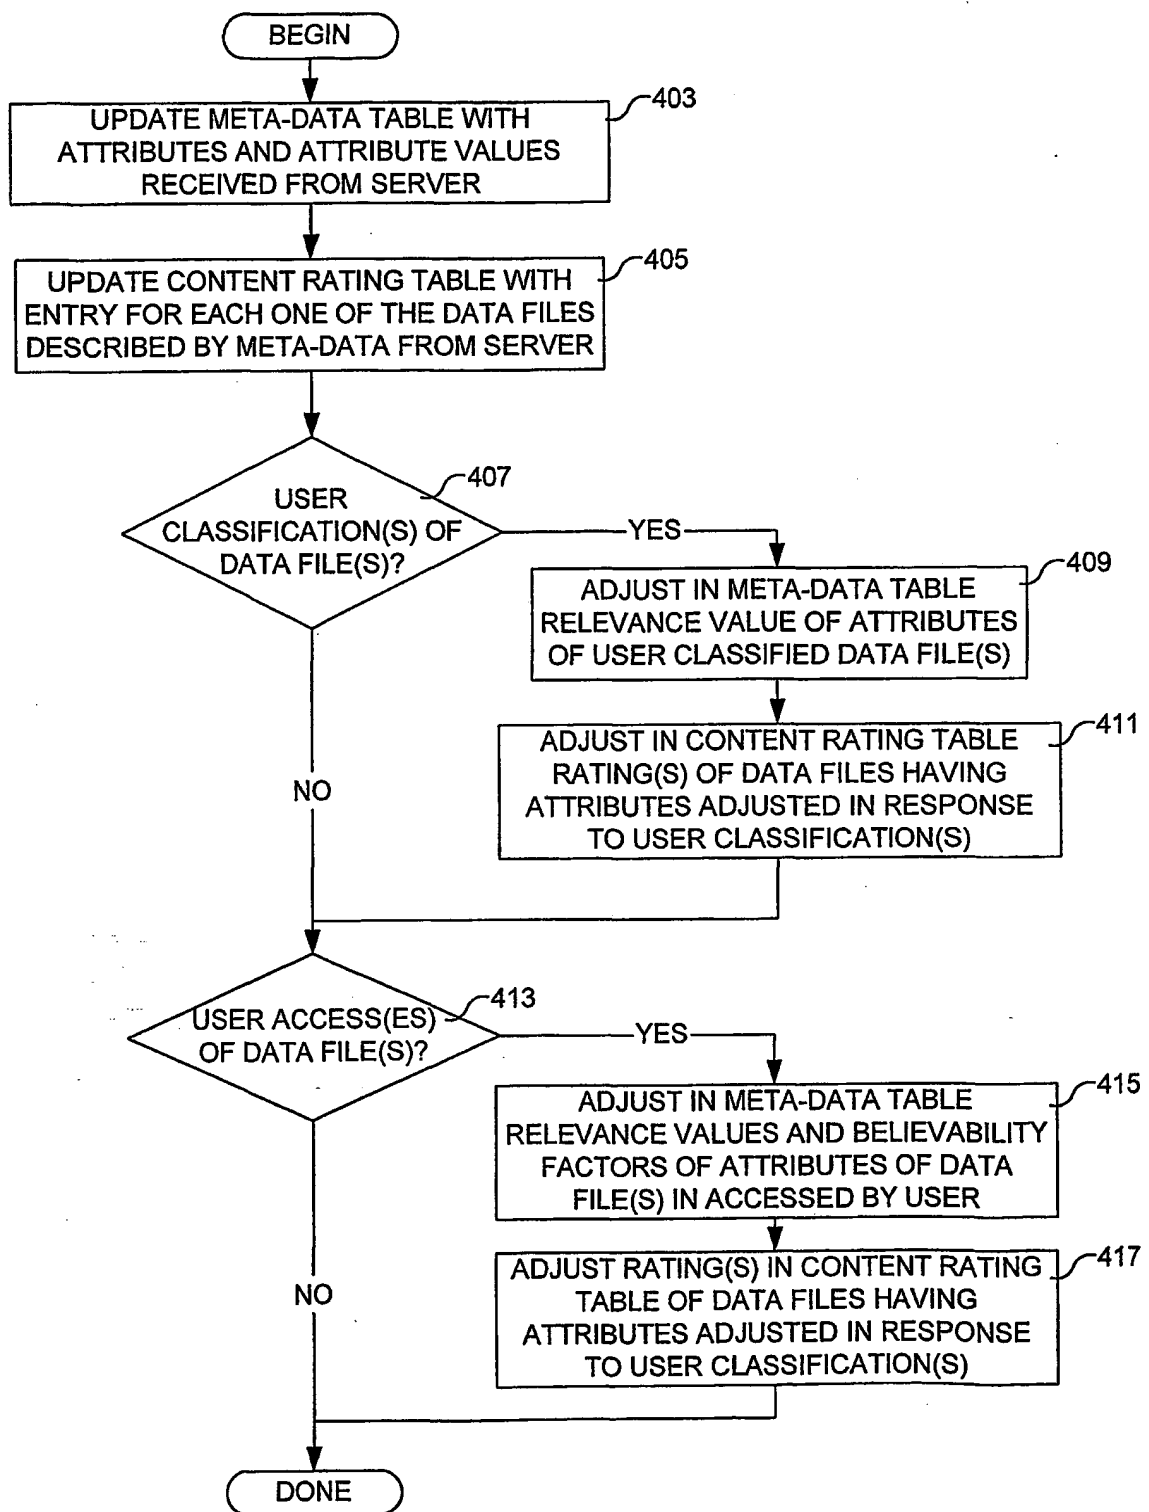 BEGIN
403
UPDATE META-DATA TABLE WITH
ATTRIBUTES AND ATTRIBUTE VALUES
RECEIVED FROM SERVER
405
UPDATE CONTENT RATING TABLE WITH
ENTRY FOR EACH ONE OF THE DATA FILES
DESCRIBED BY META-DATA FROM SERVER
407
USER
CLASSIFICATION(S) OF
DATA FILE(S)?
YES
409
ADJUST IN META-DATA TABLE
RELEVANCE VALUE OF ATTRIBUTES
OF USER CLASSIFIED DATA FILE(S)
411
ADJUST IN CONTENT RATING TABLE
RATING(S) OF DATA FILES HAVING
ATTRIBUTES ADJUSTED IN RESPONSE
TO USER CLASSIFICATION(S)
NO
413
USER ACCESS(ES)
OF DATA FILE(S)?
YES
415
ADJUST IN META-DATA TABLE
RELEVANCE VALUES AND BELIEVABILITY
FACTORS OF ATTRIBUTES OF DATA
FILE(S) IN ACCESSED BY USER
417
ADJUST RATING(S) IN CONTENT RATING
TABLE OF DATA FILES HAVING
ATTRIBUTES ADJUSTED IN RESPONSE
TO USER CLASSIFICATION(S)
NO
DONE